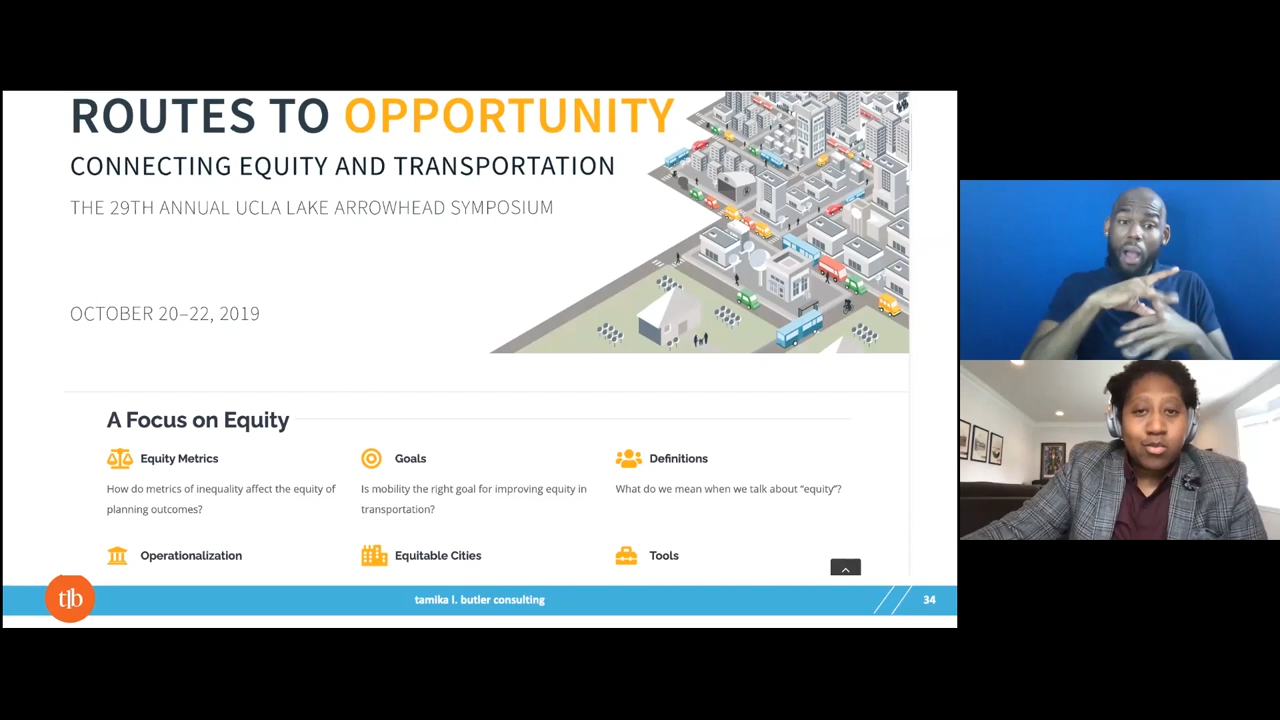 ROUTES TO OPPORTUNITY
CONNECTING EQUITY AND TRANSPORTATION
THE 29TH ANNUAL UCLA LAKE ARROWHEAD SYMPOSIUM
OCTOBER 20–22, 2019
A Focus on Equity
Equity Metrics
How do metrics of inequality affect the equity of
planning outcomes?
Goals
Is mobility the right goal for improving equity in
transportation?
Definitions
What do we mean when we talk about “equity”?
Operationalization
Equitable Cities
Tools
tlb
tamika l. butler consulting
34